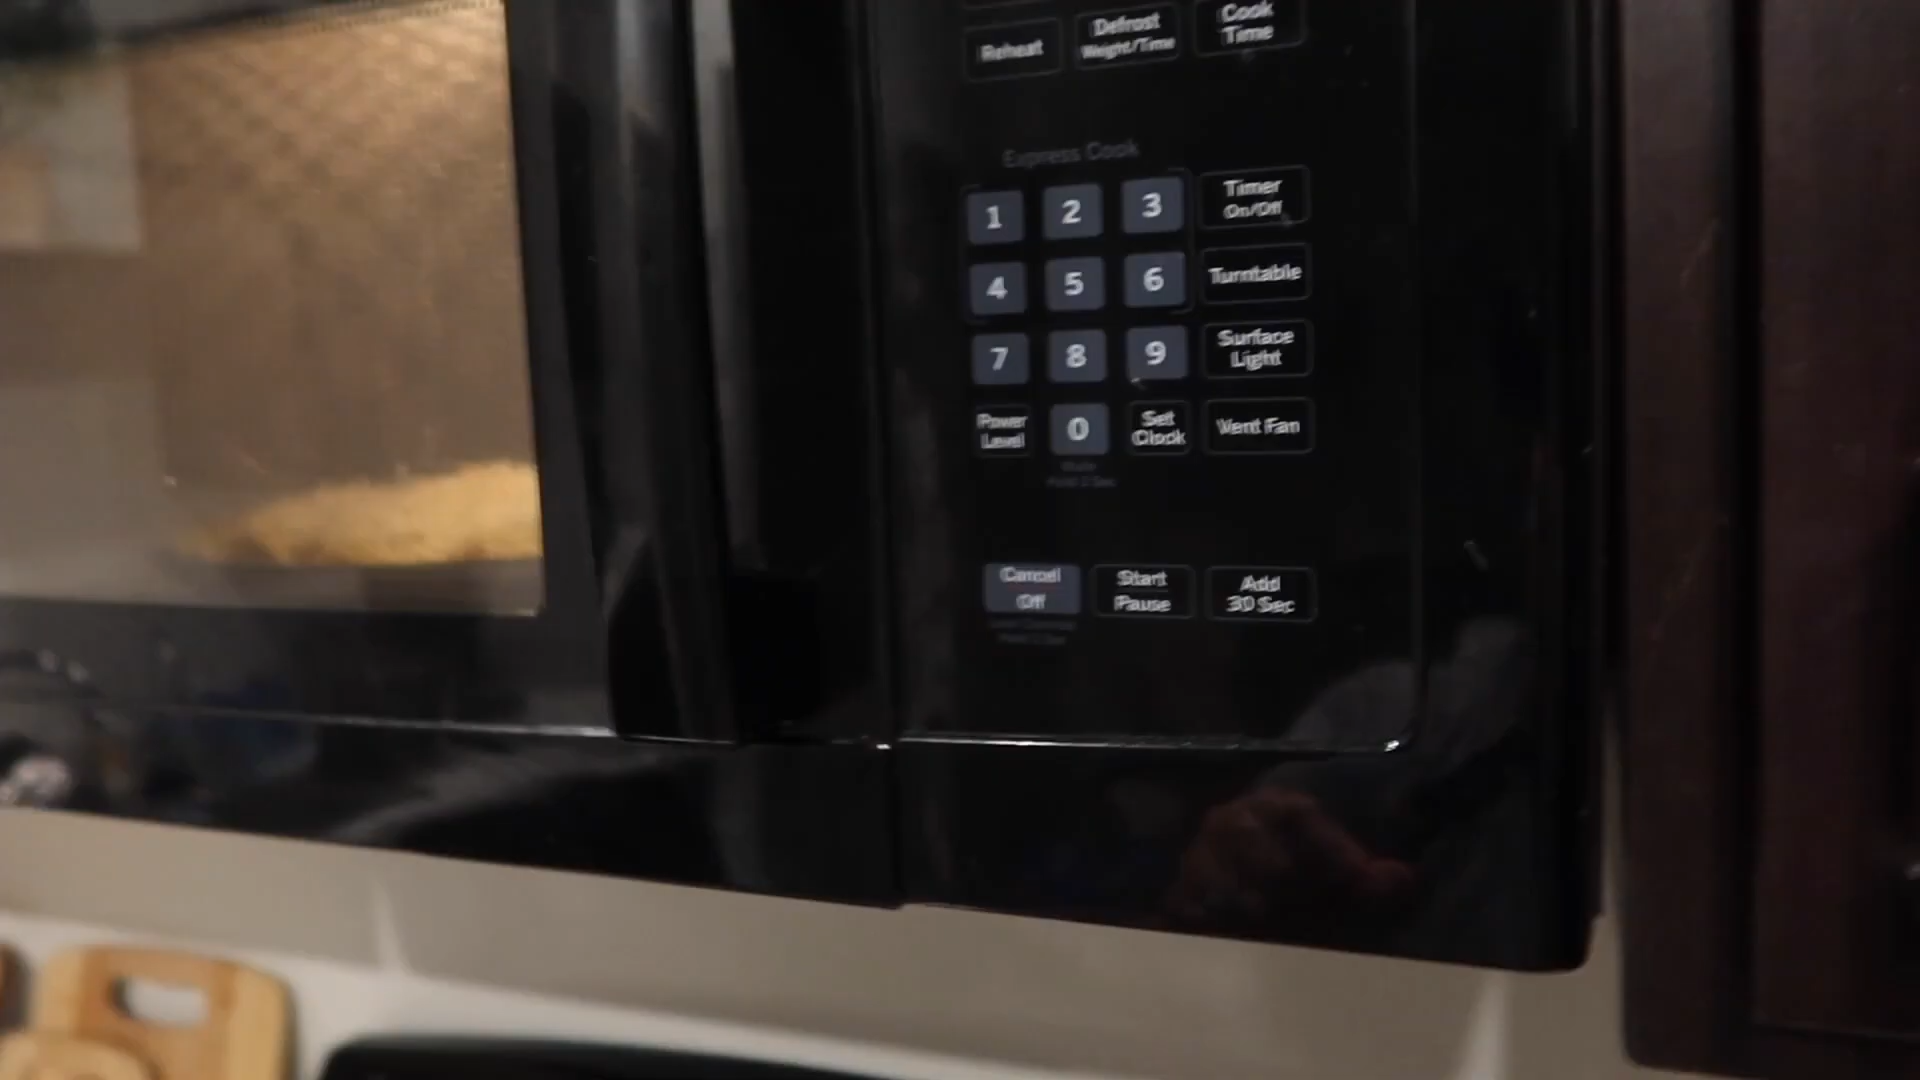 Reheat
Defrost
Weight/Time
Cook
Time
Express Cook
1 2 3
Timer
On/Off
4 5 6
Turntable
7 8 9
Surface
Light
Power
Level
0
Set
Clock
Vent Fan
Cancel
Off
Start
Pause
Add
30 Sec